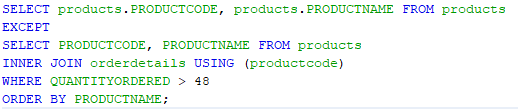 SELECT products.PRODUCTCODE, products.PRODUCTNAME FROM products
EXCEPT
SELECT PRODUCTCODE, PRODUCTNAME FROM products
INNER JOIN orderdetails USING (productcode)
WHERE QUANTITYORDERED > 48
ORDER BY PRODUCTNAME;